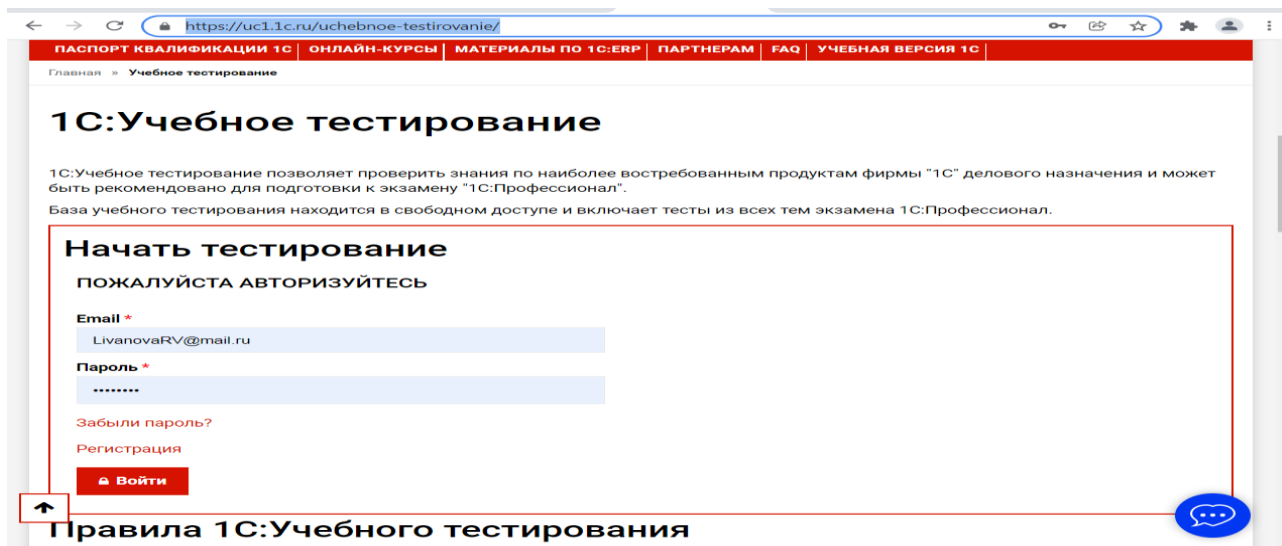 https://uc1.1c.ru/uchebnoe-testirovanie/
ПАСПОРТ КВАЛИФИКАЦИИ 1С | ОНЛАЙН-КУРСЫ | МАТЕРИАЛЫ ПО 1С:ERP | ПАРТНЕРАМ | FAQ | УЧЕБНАЯ ВЕРСИЯ 1С |
Главная » Учебное тестирование
1С:Учебное тестирование
1С:Учебное тестирование позволяет проверить знания по наиболее востребованным продуктам фирмы "1С" делового назначения и может
быть рекомендовано для подготовки к экзамену "1С:Профессионал".
База учебного тестирования находится в свободном доступе и включает тесты из всех тем экзамена 1С:Профессионал.
Начать тестирование
ПОЖАЛУЙСТА АВТОРИЗУЙТЕСЬ
Email *
LivanovaRV@mail.ru
Пароль *
••••••••
Забыли пароль?
Регистрация
Войти
Правила 1С:Учебного тестирования